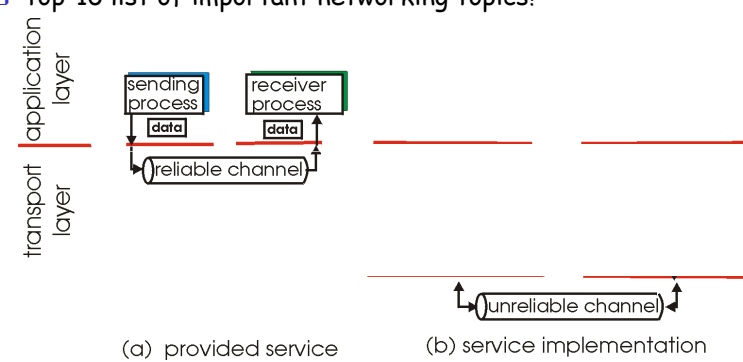 Top-10 list of important networking topics!
application
layer
sending
process
receiver
process
data
data
reliable channel
transport
layer
unreliable channel
(a) provided service
(b) service implementation